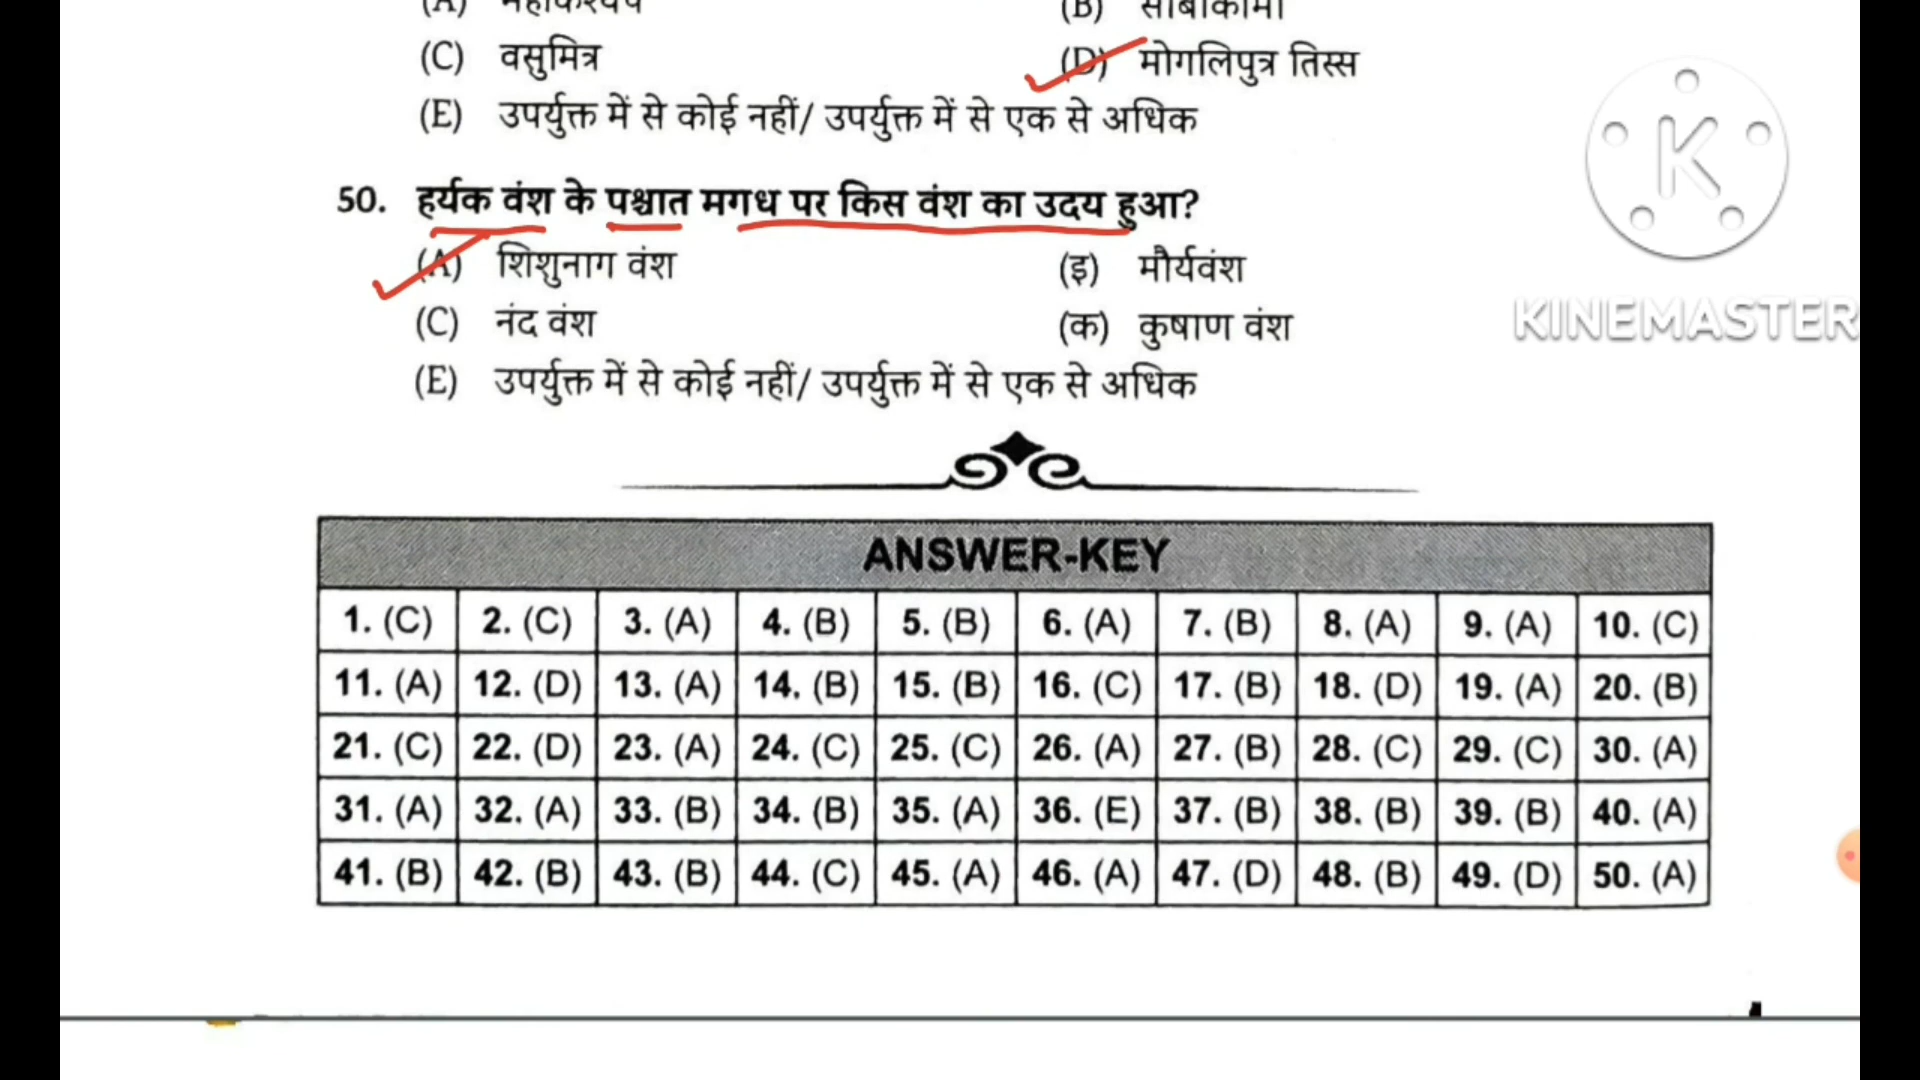 (A) महाकश्यप (B) साबाकामी
(C) वसुमित्र (D) मोगलिपुत्र तिस्स
(E) उपर्युक्त में से कोई नहीं/ उपर्युक्त में से एक से अधिक
50. हर्यक वंश के पश्चात मगध पर किस वंश का उदय हुआ?
(A) शिशुनाग वंश (इ) मौर्यवंश
(C) नंद वंश (क) कुषाण वंश
(E) उपर्युक्त में से कोई नहीं/ उपर्युक्त में से एक से अधिक
K
KINEMASTER
ANSWER-KEY
1. (C) 2. (C) 3. (A) 4. (B) 5. (B) 6. (A) 7. (B) 8. (A) 9. (A) 10. (C)
11. (A) 12. (D) 13. (A) 14. (B) 15. (B) 16. (C) 17. (B) 18. (D) 19. (A) 20. (B)
21. (C) 22. (D) 23. (A) 24. (C) 25. (C) 26. (A) 27. (B) 28. (C) 29. (C) 30. (A)
31. (A) 32. (A) 33. (B) 34. (B) 35. (A) 36. (E) 37. (B) 38. (B) 39. (B) 40. (A)
41. (B) 42. (B) 43. (B) 44. (C) 45. (A) 46. (A) 47. (D) 48. (B) 49. (D) 50. (A)